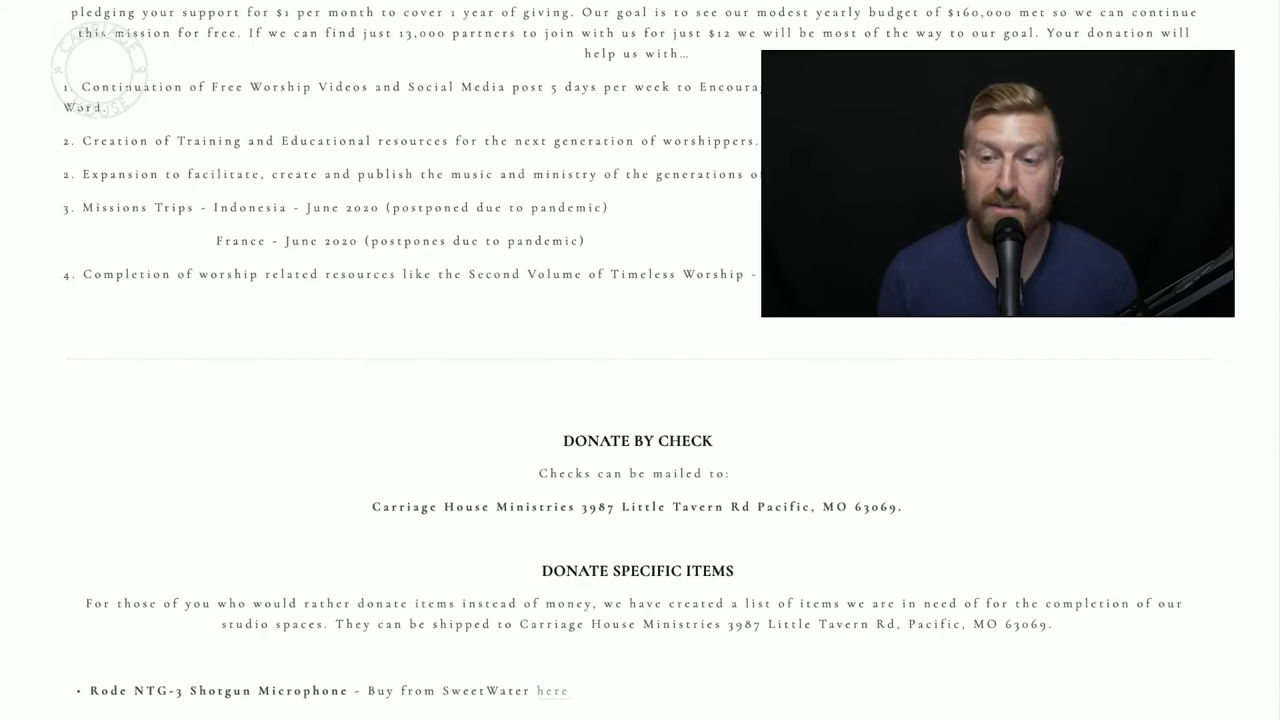 pledging your support for $1 per month to cover 1 year of giving. Our goal is to see our modest yearly budget of $160,000 met so we can continue
this mission for free. If we can find just 13,000 partners to join with us for just $12 we will be most of the way to our goal. Your donation will
help us with…
CARRIAGE
HOUSE
1. Continuation of Free Worship Videos and Social Media post 5 days per week to
Word.
2. Creation of Training and Educational resources for the next generation of worshippers.
2. Expansion to facilitate, create and publish the music and ministry of the generations
3. Missions Trips - Indonesia - June 2020 (postponed due to pandemic)
France - June 2020 (postpones due to pandemic)
4. Completion of worship related resources like the Second Volume of Timeless Worship -
DONATE BY CHECK
Checks can be mailed to:
Carriage House Ministries 3987 Little Tavern Rd Pacific, MO 63069.
DONATE SPECIFIC ITEMS
For those of you who would rather donate items instead of money, we have created a list of items we are in need of for the completion of our
studio spaces. They can be shipped to Carriage House Ministries 3987 Little Tavern Rd, Pacific, MO 63069.
• Rode NTG-3 Shotgun Microphone - Buy from SweetWater here